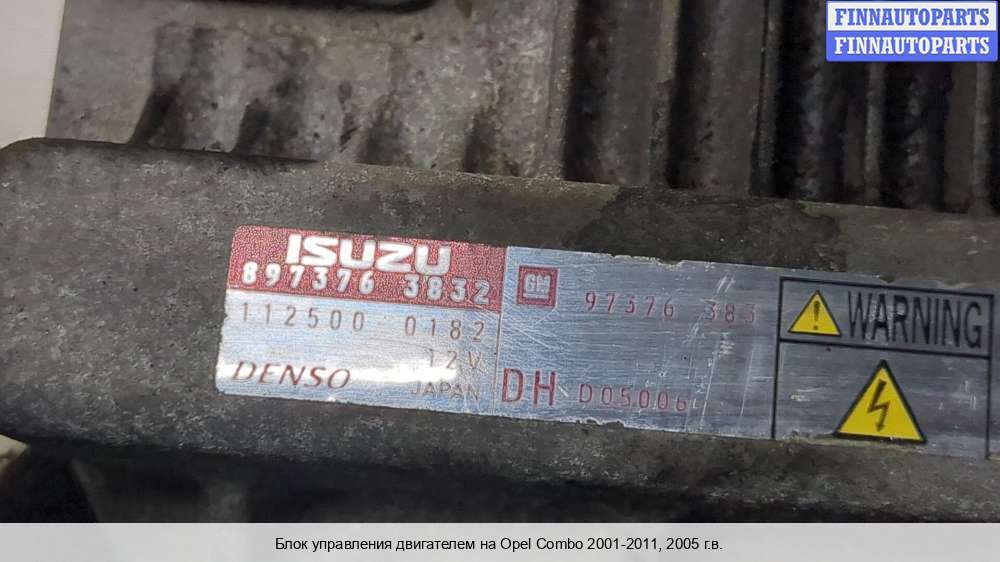 FINNAUTOPARTS
FINNAUTOPARTS
ISUZU
897376 3832
112500 0182
12V
DENSO JAPAN
GM 97376 383
DH D05006
WARNING
Блок управления двигателем на Opel Combo 2001-2011, 2005 г.в.